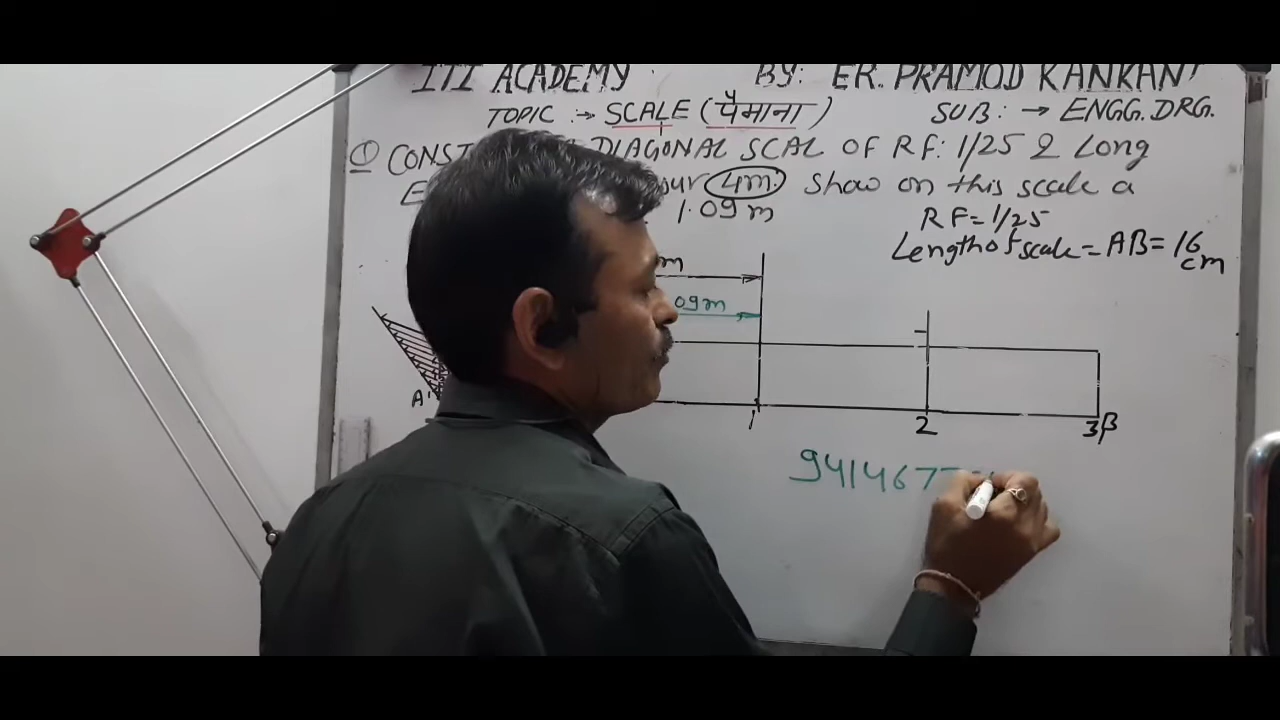 ITI ACADEMY BY: ER. PRAMOD KANKANI
TOPIC :→ SCALE (पैमाना) SUB: → ENGG. DRG.
① DIAGONAL SCAL OF RF: 1/25 & Long
4m. Show on this scale a
1.09 m
RF = 1/25
Length of scale = AB = 16 cm
m
09m
A'
1 2 3 B
941467